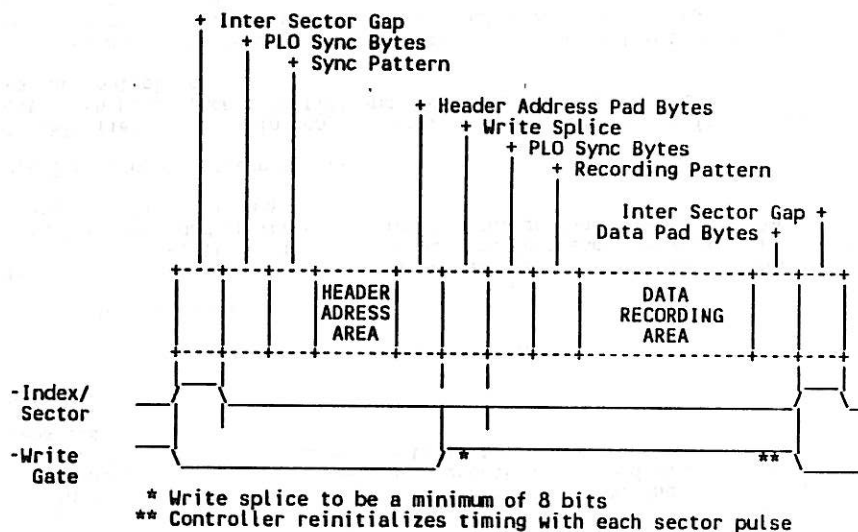 Inter Sector Gap
PLO Sync Bytes
Sync Pattern
Header Address Pad Bytes
Write Splice
PLO Sync Bytes
Recording Pattern
Inter Sector Gap
Data Pad Bytes
HEADER
ADRESS
AREA
DATA
RECORDING
AREA
-Index/
Sector
-Write
Gate
*
**
* Write splice to be a minimum of 8 bits
** Controller reinitializes timing with each sector pulse